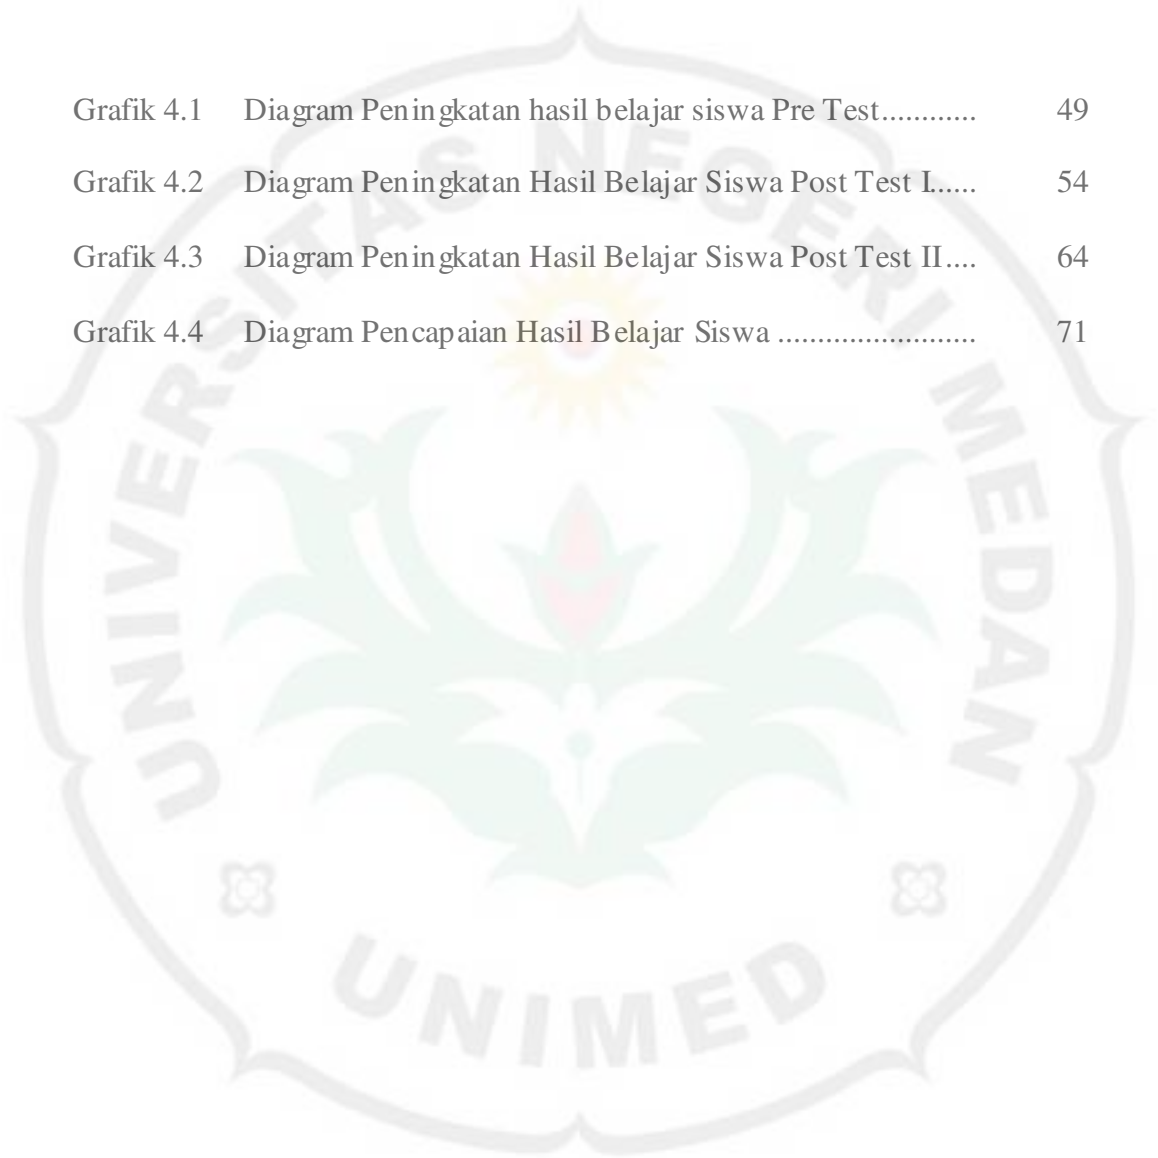 Grafik 4.1 Diagram Peningkatan hasil belajar siswa Pre Test............ 49
Grafik 4.2 Diagram Peningkatan Hasil Belajar Siswa Post Test I...... 54
Grafik 4.3 Diagram Peningkatan Hasil Belajar Siswa Post Test II.... 64
Grafik 4.4 Diagram Pencapaian Hasil Belajar Siswa ......................... 71
UNIVERSITAS NEGERI MEDAN
UNIMED